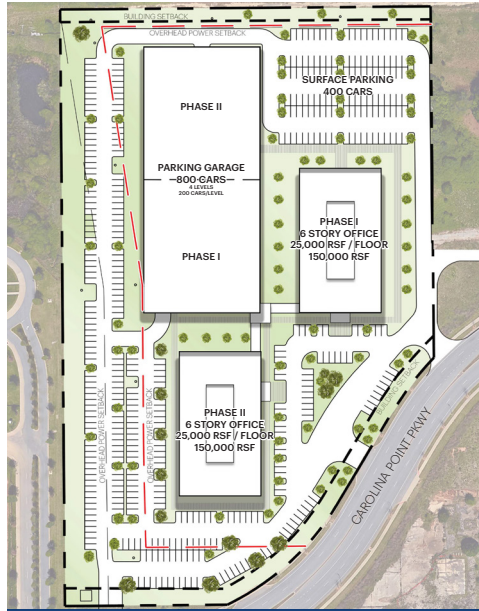 BUILDING SETBACK
OVERHEAD POWER SETBACK
SURFACE PARKING
400 CARS
PHASE II
PARKING GARAGE
800 CARS
4 LEVELS
200 CARS/LEVEL
PHASE I
PHASE I
6 STORY OFFICE
25,000 RSF / FLOOR
150,000 RSF
OVERHEAD POWER SETBACK
OVERHEAD POWER SETBACK
PHASE II
6 STORY OFFICE
25,000 RSF / FLOOR
150,000 RSF
BUILDING SETBACK
CAROLINA POINT PKWY